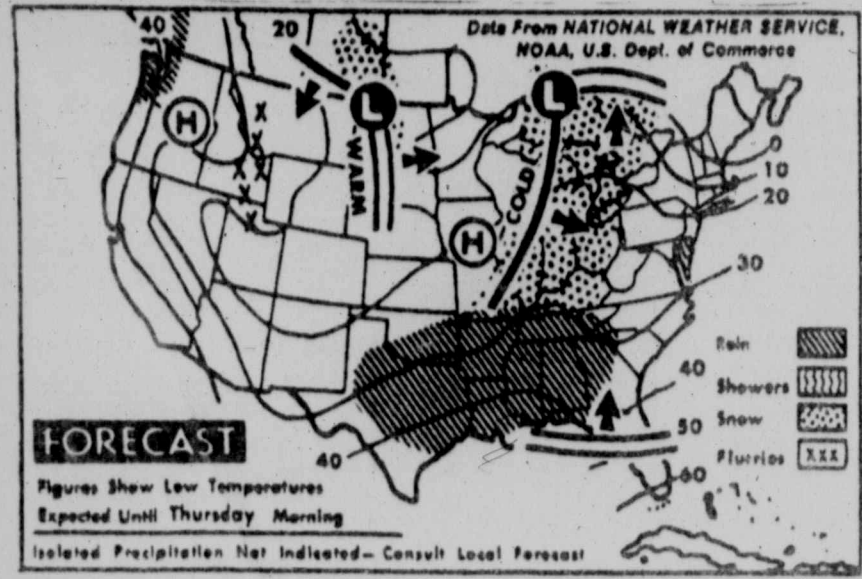 40
20
Data From NATIONAL WEATHER SERVICE,
NOAA, U.S. Dept. of Commerce
L
L
H
WARM
COLD
H
0
10
20
30
Rain
40
Showers
50
Snow
Flurries
XXX
60
FORECAST
40
Figures Show Low Temperatures
Expected Until Thursday Morning
Isolated Precipitation Not Indicated— Consult Local Forecast